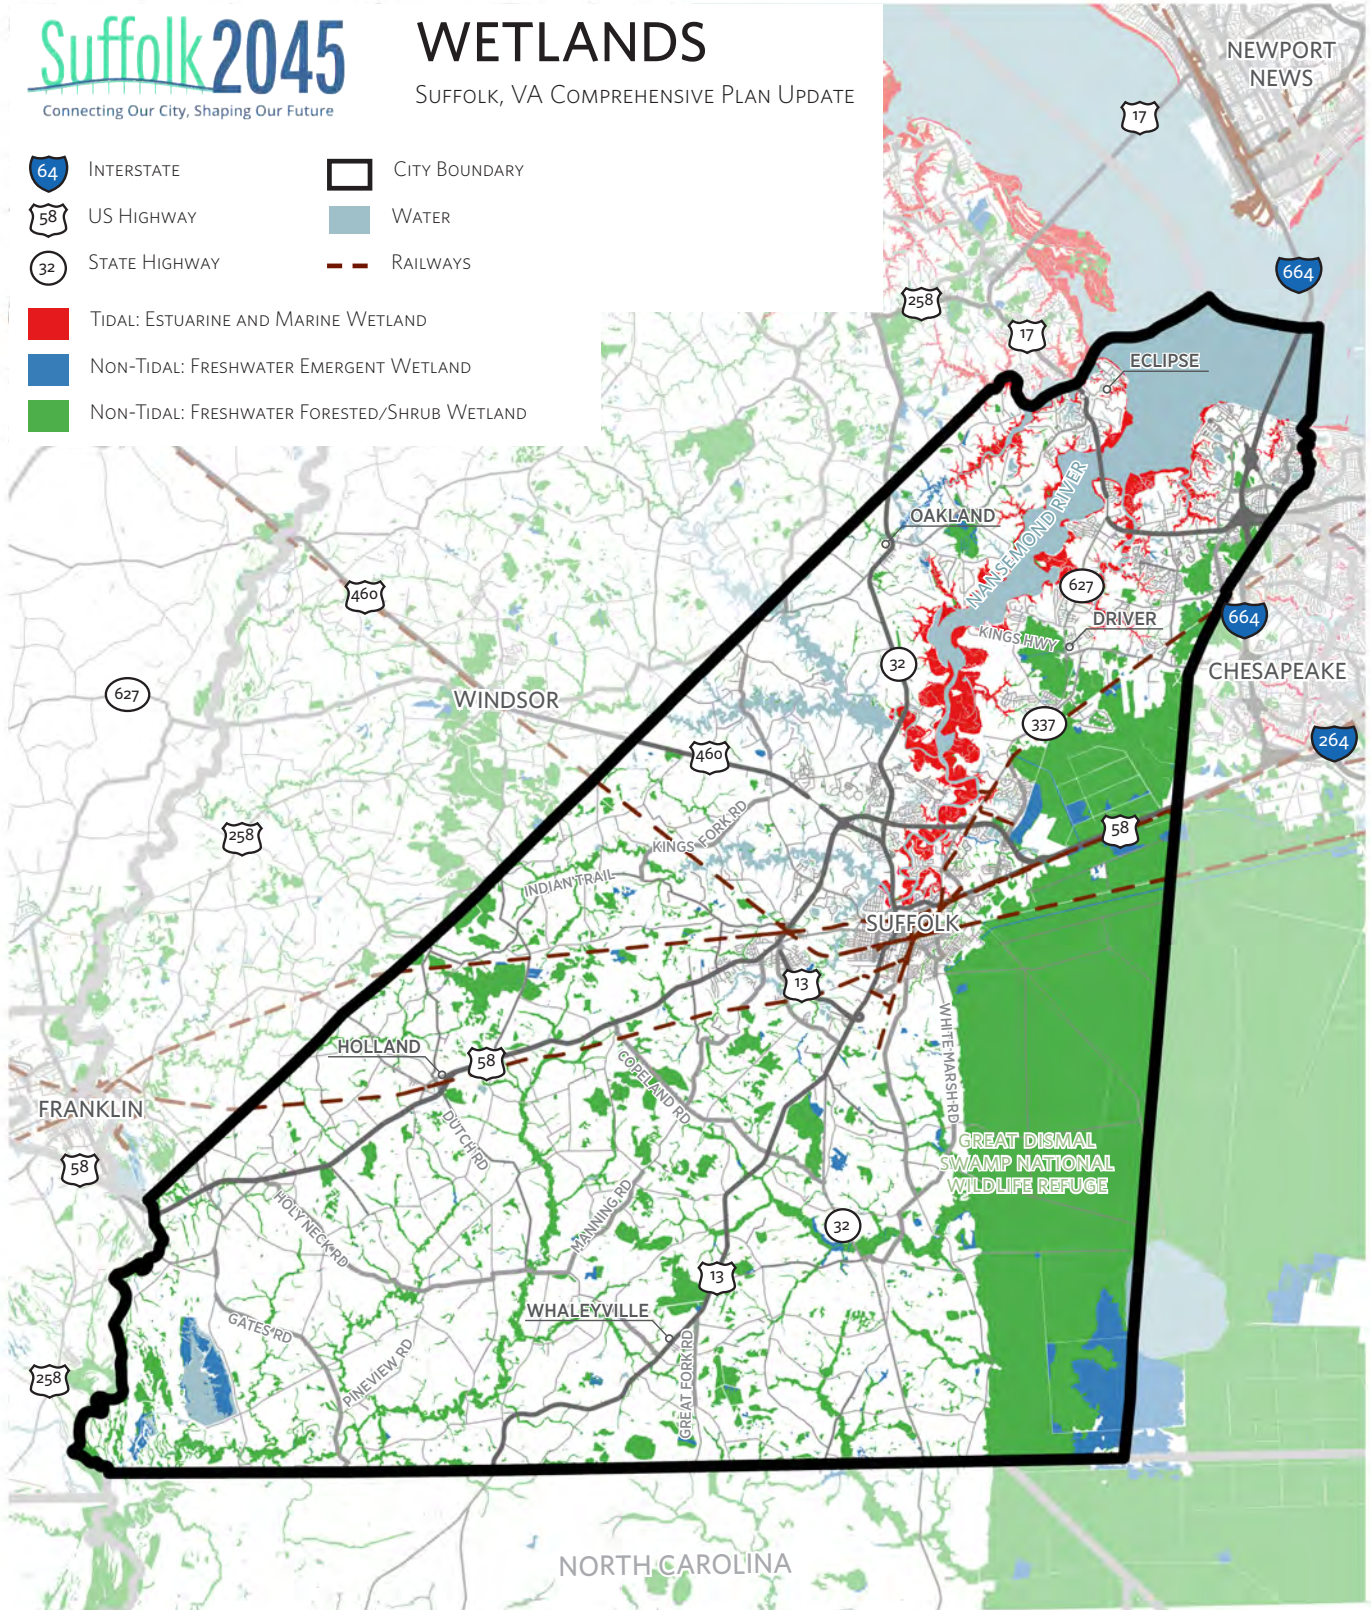 Suffolk 2045
Connecting Our City, Shaping Our Future
WETLANDS
Suffolk, VA Comprehensive Plan Update
64 Interstate
58 US Highway
32 State Highway
City Boundary
Water
Railways
Tidal: Estuarine and Marine Wetland
Non-Tidal: Freshwater Emergent Wetland
Non-Tidal: Freshwater Forested/Shrub Wetland
NEWPORT
NEWS
17
664
258
17
ECLIPSE
OAKLAND
NANSEMOND RIVER
460
627
DRIVER
664
KINGS HWY
32
CHESAPEAKE
627
WINDSOR
337
264
460
258
KINGS FORK RD
58
INDIAN TRAIL
SUFFOLK
13
WHITE MARSH RD
HOLLAND
58
COPELAND RD
FRANKLIN
DUTCH RD
GREAT DISMAL
SWAMP NATIONAL
WILDLIFE REFUGE
58
HOLY NECK RD
MANNING RD
32
13
WHALEYVILLE
GATES RD
PINEVIEW RD
GREAT FORK RD
258
NORTH CAROLINA